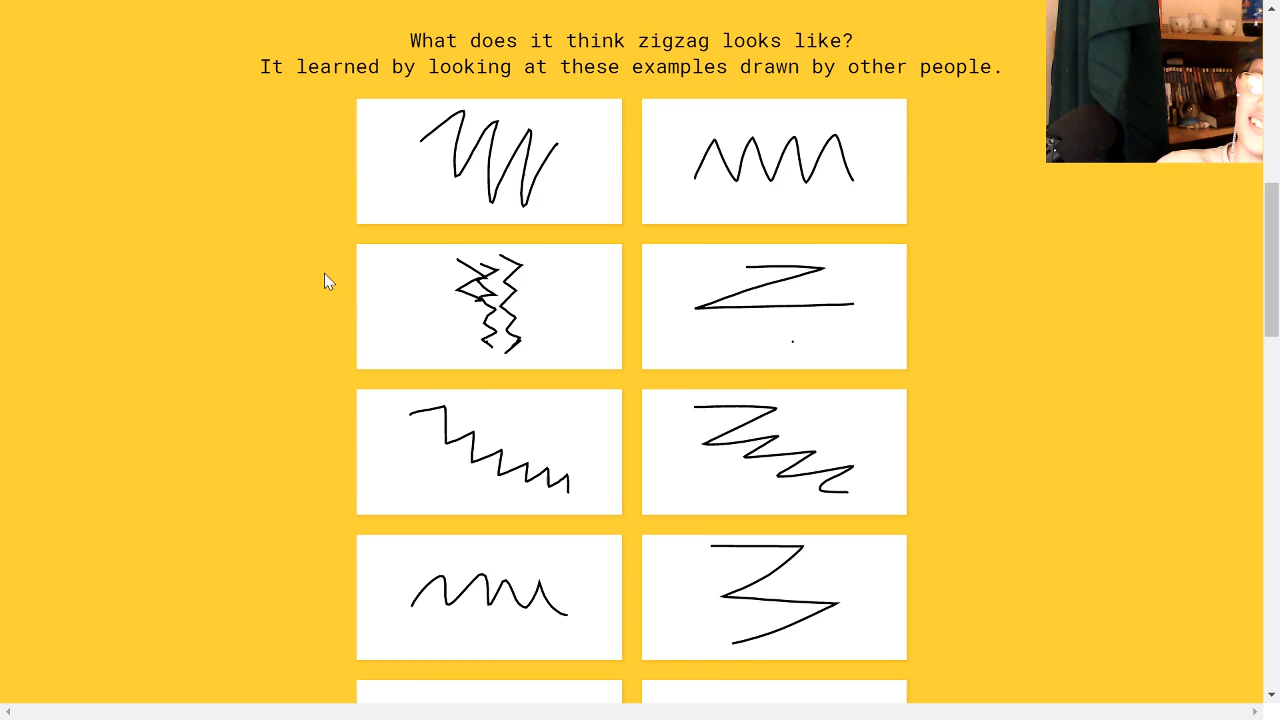 What does it think zigzag looks like?
It learned by looking at these examples drawn by other people.